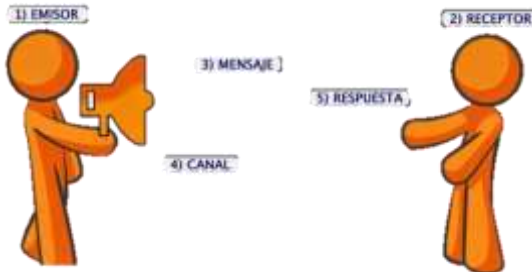 1) EMISOR
2) RECEPTOR
3) MENSAJE
5) RESPUESTA
4) CANAL